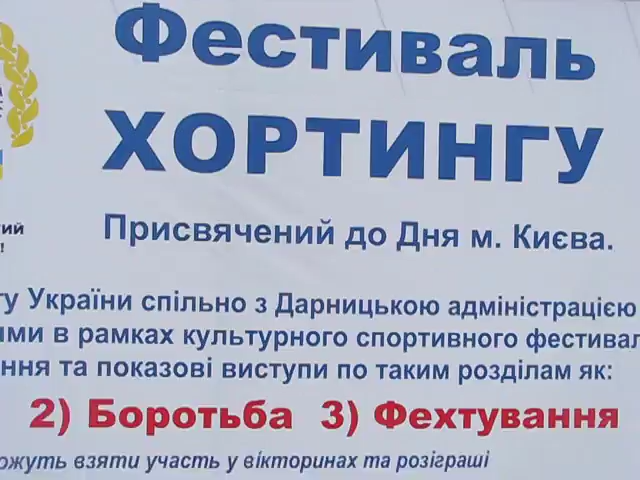 Фестиваль
ХОРТИНГУ
Присвячений до Дня м. Києва.
України спільно з Дарницькою адміністрацією
в рамках культурного спортивного
та показові виступи по таким розділам як:
2) Боротьба 3) Фехтування
взяти участь у вікторинах та розіграші